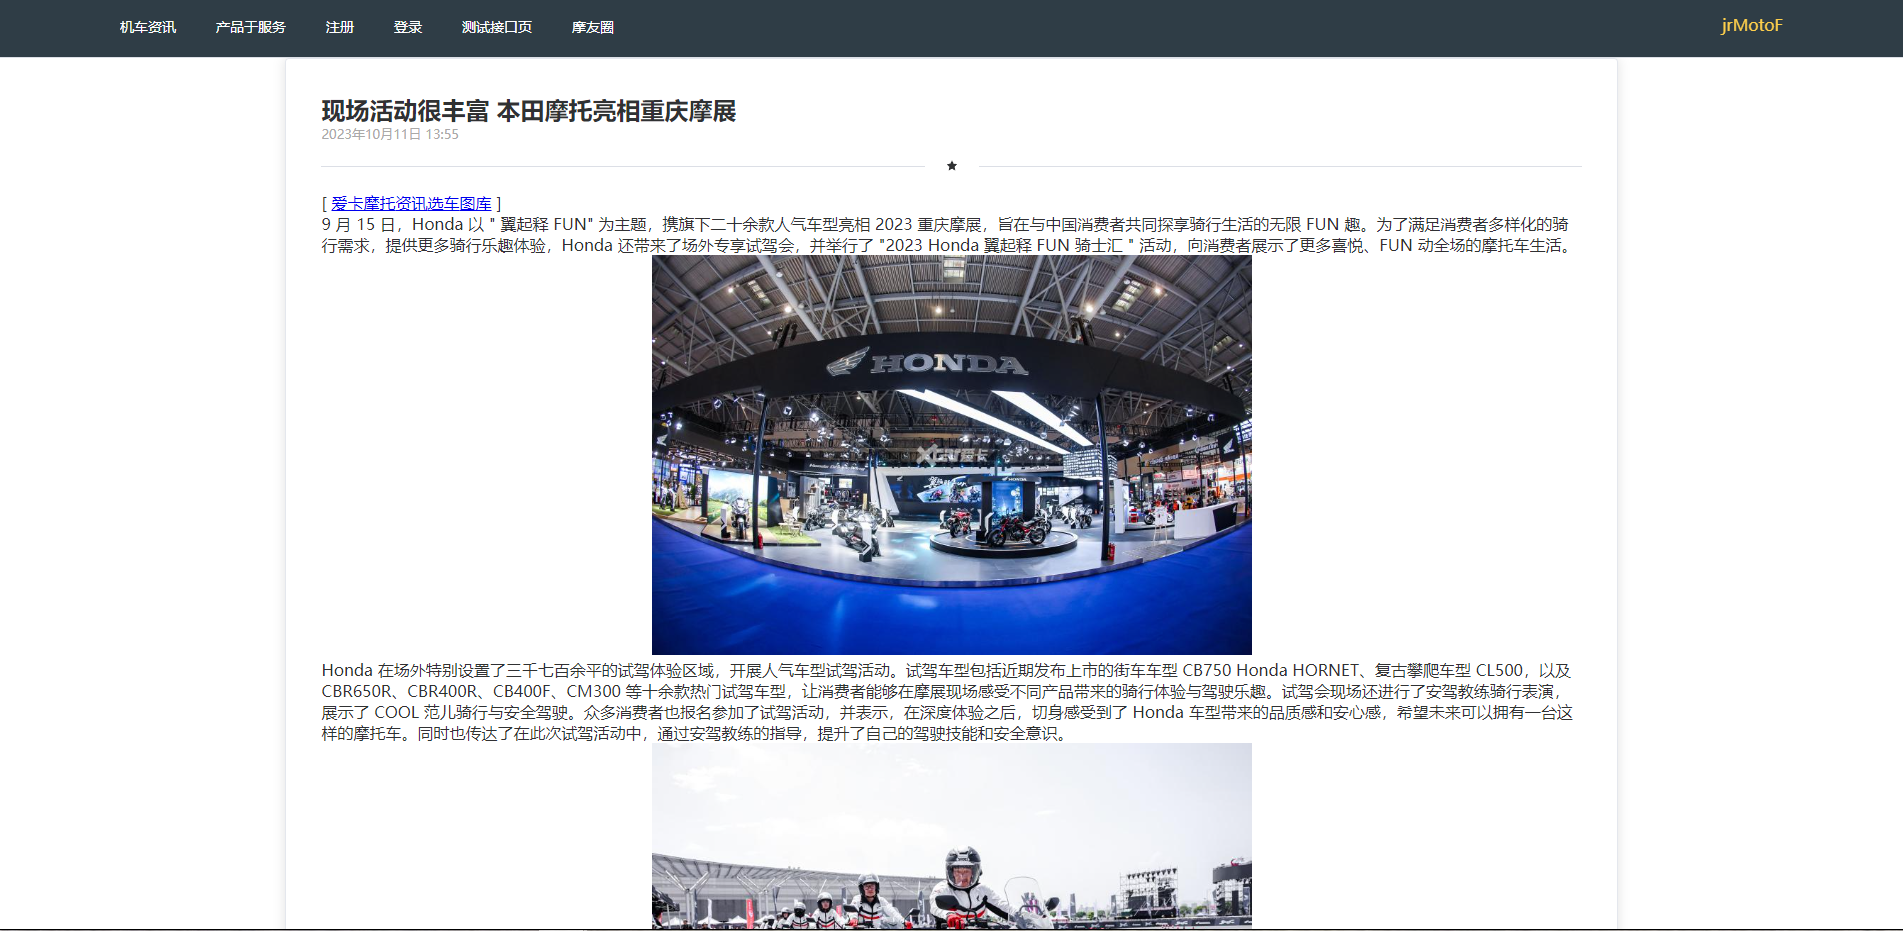 机车资讯 产品于服务 注册 登录 测试接口页 摩友圈 jrMotoF
现场活动很丰富 本田摩托亮相重庆摩展
2023年10月11日 13:55
[ 爱卡摩托资讯选车图库 ]
9 月 15 日，Honda 以 " 翼起释 FUN" 为主题，携旗下二十余款人气车型亮相 2023 重庆摩展，旨在与中国消费者共同探享骑行生活的无限 FUN 趣。为了满足消费者多样化的骑
行需求，提供更多骑行乐趣体验，Honda 还带来了场外专享试驾会，并举行了 "2023 Honda 翼起释 FUN 骑士汇 " 活动，向消费者展示了更多喜悦、FUN 动全场的摩托车生活。
HONDA
爱卡
HONDA
Honda 在场外特别设置了三千七百余平的试驾体验区域，开展人气车型试驾活动。试驾车型包括近期发布上市的街车车型 CB750 Honda HORNET、复古攀爬车型 CL500，以及
CBR650R、CBR400R、CB400F、CM300 等十余款热门试驾车型，让消费者能够在摩展现场感受不同产品带来的骑行体验与驾驶乐趣。试驾会现场还进行了安驾教练骑行表演，
展示了 COOL 范儿骑行与安全驾驶。众多消费者也报名参加了试驾活动，并表示，在深度体验之后，切身感受到了 Honda 车型带来的品质感和安心感，希望未来可以拥有一台这
样的摩托车。同时也传达了在此次试驾活动中，通过安驾教练的指导，提升了自己的驾驶技能和安全意识。